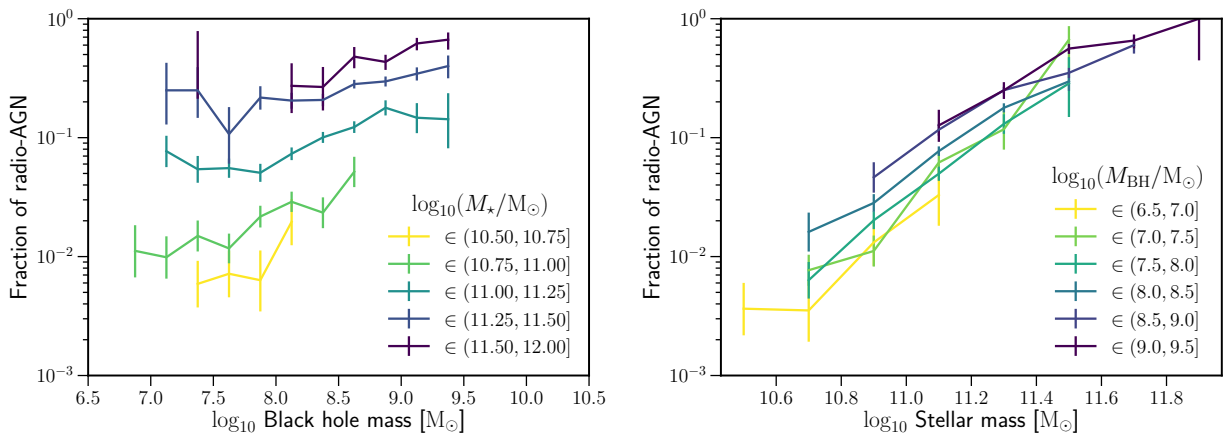 10⁰
10⁻¹
10⁻²
10⁻³
Fraction of radio-AGN
6.5 7.0 7.5 8.0 8.5 9.0 9.5 10.0 10.5
log₁₀ Black hole mass [M☉]
log₁₀(M⋆/M☉)
∈ (10.50, 10.75]
∈ (10.75, 11.00]
∈ (11.00, 11.25]
∈ (11.25, 11.50]
∈ (11.50, 12.00]
10⁰
10⁻¹
10⁻²
10⁻³
Fraction of radio-AGN
10.6 10.8 11.0 11.2 11.4 11.6 11.8
log₁₀ Stellar mass [M☉]
log₁₀(M_BH/M☉)
∈ (6.5, 7.0]
∈ (7.0, 7.5]
∈ (7.5, 8.0]
∈ (8.0, 8.5]
∈ (8.5, 9.0]
∈ (9.0, 9.5]